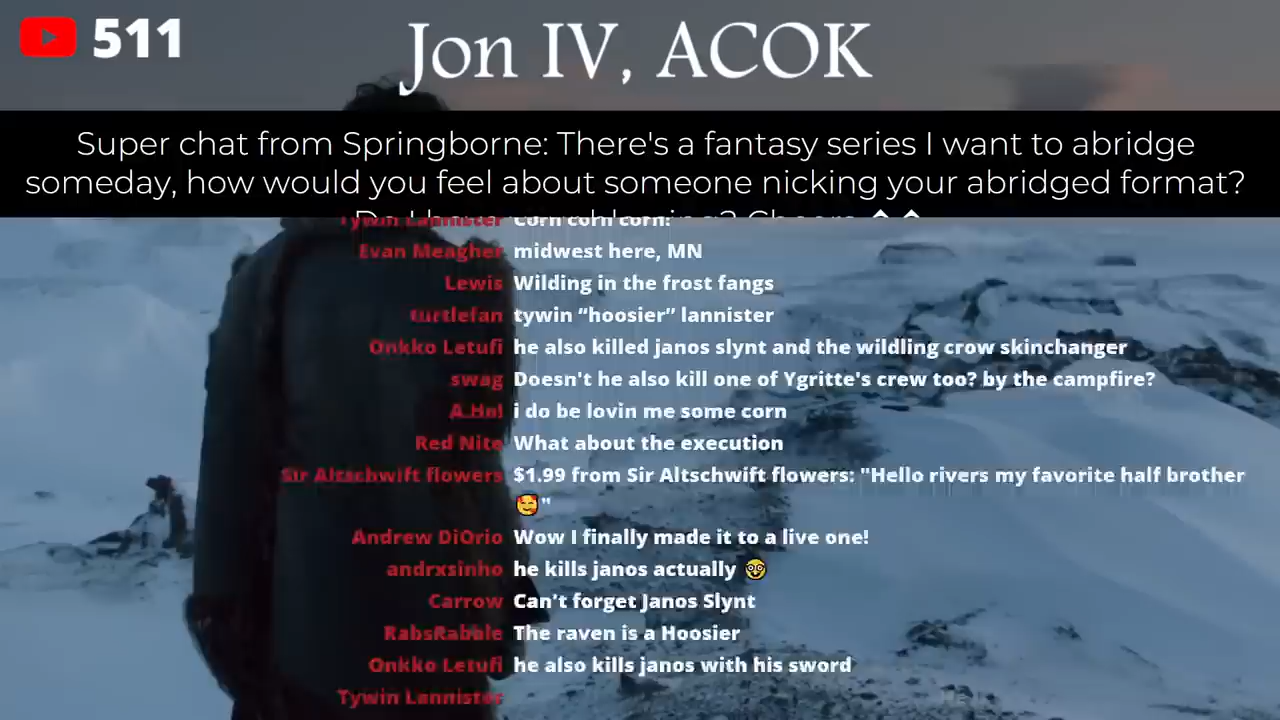 511
Jon IV, ACOK
Super chat from Springborne: There's a fantasy series I want to abridge
someday, how would you feel about someone nicking your abridged format?
Tywin Lannister corn corn corn!
Evan Meagher midwest here, MN
Lewis Wilding in the frost fangs
turtlefan tywin “hoosier” lannister
Onkko Letufi he also killed janos slynt and the wildling crow skinchanger
swag Doesn't he also kill one of Ygritte's crew too? by the campfire?
i do be lovin me some corn
Red Nite What about the execution
Sir Altschwift flowers $1.99 from Sir Altschwift flowers: "Hello rivers my favorite half brother
🥰"
Andrew DiOrio Wow I finally made it to a live one!
andrxsinho he kills janos actually 🤓
Carrow Can't forget Janos Slynt
RabsRabble The raven is a Hoosier
Onkko Letufi he also kills janos with his sword
Tywin Lannister